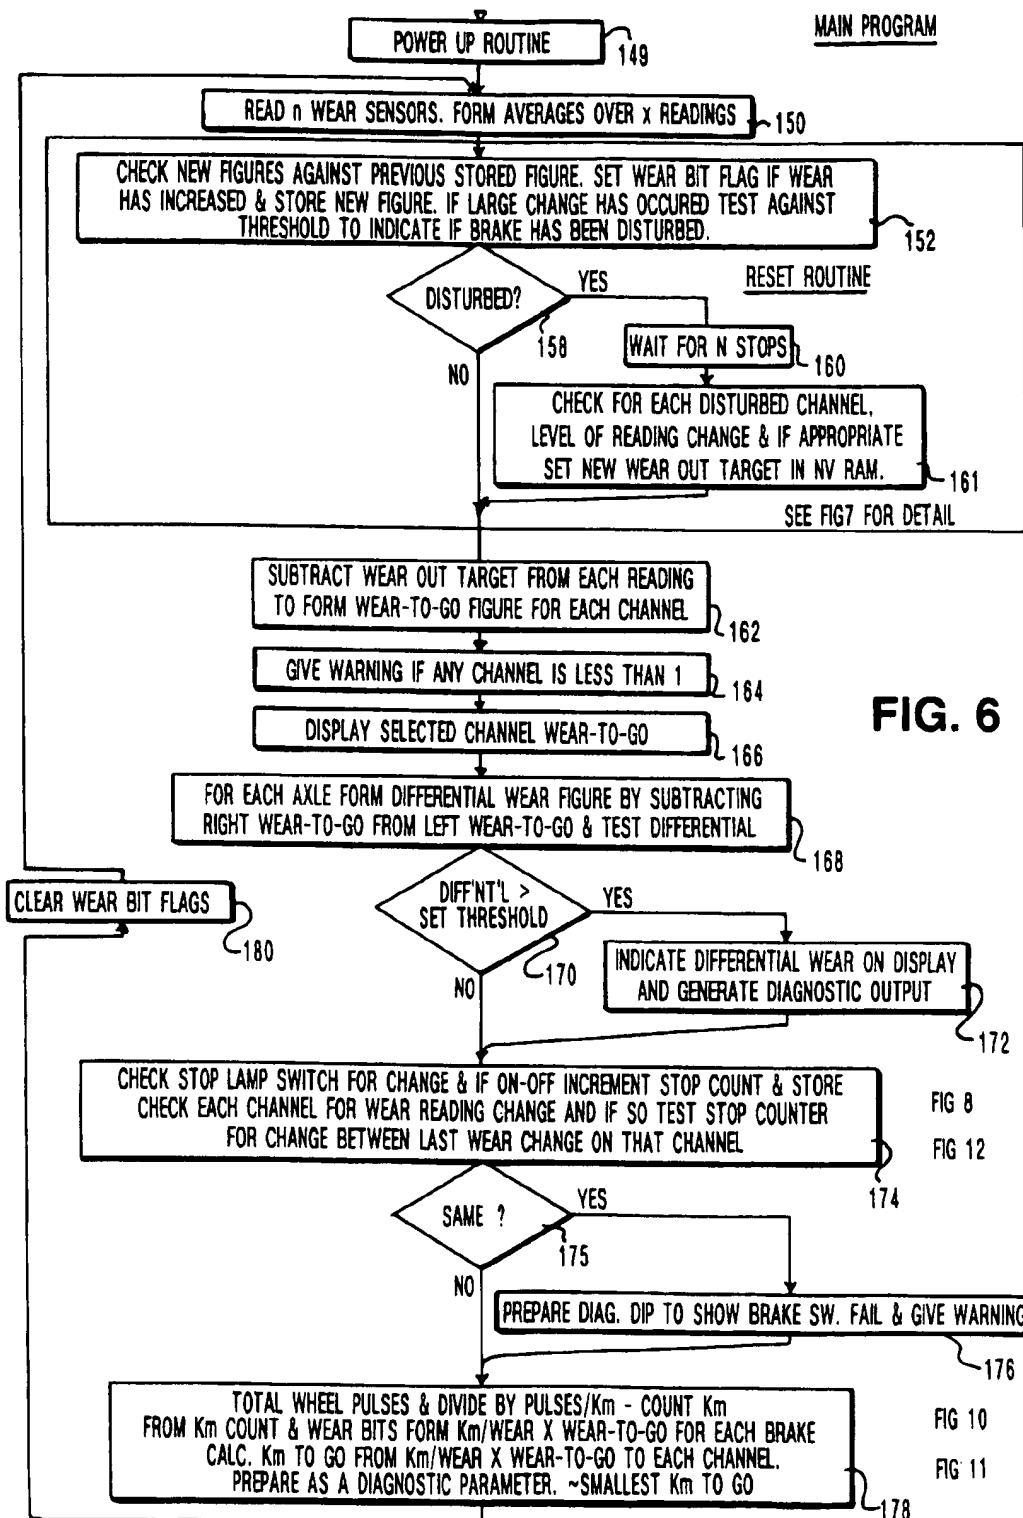 MAIN PROGRAM
POWER UP ROUTINE
149
READ n WEAR SENSORS. FORM AVERAGES OVER x READINGS
150
CHECK NEW FIGURES AGAINST PREVIOUS STORED FIGURE. SET WEAR BIT FLAG IF WEAR
HAS INCREASED & STORE NEW FIGURE. IF LARGE CHANGE HAS OCCURED TEST AGAINST
THRESHOLD TO INDICATE IF BRAKE HAS BEEN DISTURBED.
152
RESET ROUTINE
DISTURBED?
YES
158
NO
WAIT FOR N STOPS
160
CHECK FOR EACH DISTURBED CHANNEL,
LEVEL OF READING CHANGE & IF APPROPRIATE
SET NEW WEAR OUT TARGET IN NV RAM.
161
SEE FIG7 FOR DETAIL
SUBTRACT WEAR OUT TARGET FROM EACH READING
TO FORM WEAR-TO-GO FIGURE FOR EACH CHANNEL
162
GIVE WARNING IF ANY CHANNEL IS LESS THAN 1
164
FIG. 6
DISPLAY SELECTED CHANNEL WEAR-TO-GO
166
FOR EACH AXLE FORM DIFFERENTIAL WEAR FIGURE BY SUBTRACTING
RIGHT WEAR-TO-GO FROM LEFT WEAR-TO-GO & TEST DIFFERENTIAL
168
CLEAR WEAR BIT FLAGS
180
DIFF'NT'L >
SET THRESHOLD
YES
170
NO
INDICATE DIFFERENTIAL WEAR ON DISPLAY
AND GENERATE DIAGNOSTIC OUTPUT
172
CHECK STOP LAMP SWITCH FOR CHANGE & IF ON-OFF INCREMENT STOP COUNT & STORE
CHECK EACH CHANNEL FOR WEAR READING CHANGE AND IF SO TEST STOP COUNTER
FOR CHANGE BETWEEN LAST WEAR CHANGE ON THAT CHANNEL
FIG 8
FIG 12
174
SAME ?
YES
175
NO
PREPARE DIAG. DIP TO SHOW BRAKE SW. FAIL & GIVE WARNING
176
TOTAL WHEEL PULSES & DIVIDE BY PULSES/Km - COUNT Km
FROM Km COUNT & WEAR BITS FORM Km/WEAR X WEAR-TO-GO FOR EACH BRAKE
CALC. Km TO GO FROM Km/WEAR X WEAR-TO-GO TO EACH CHANNEL.
PREPARE AS A DIAGNOSTIC PARAMETER. ~SMALLEST Km TO GO
FIG 10
FIG 11
178